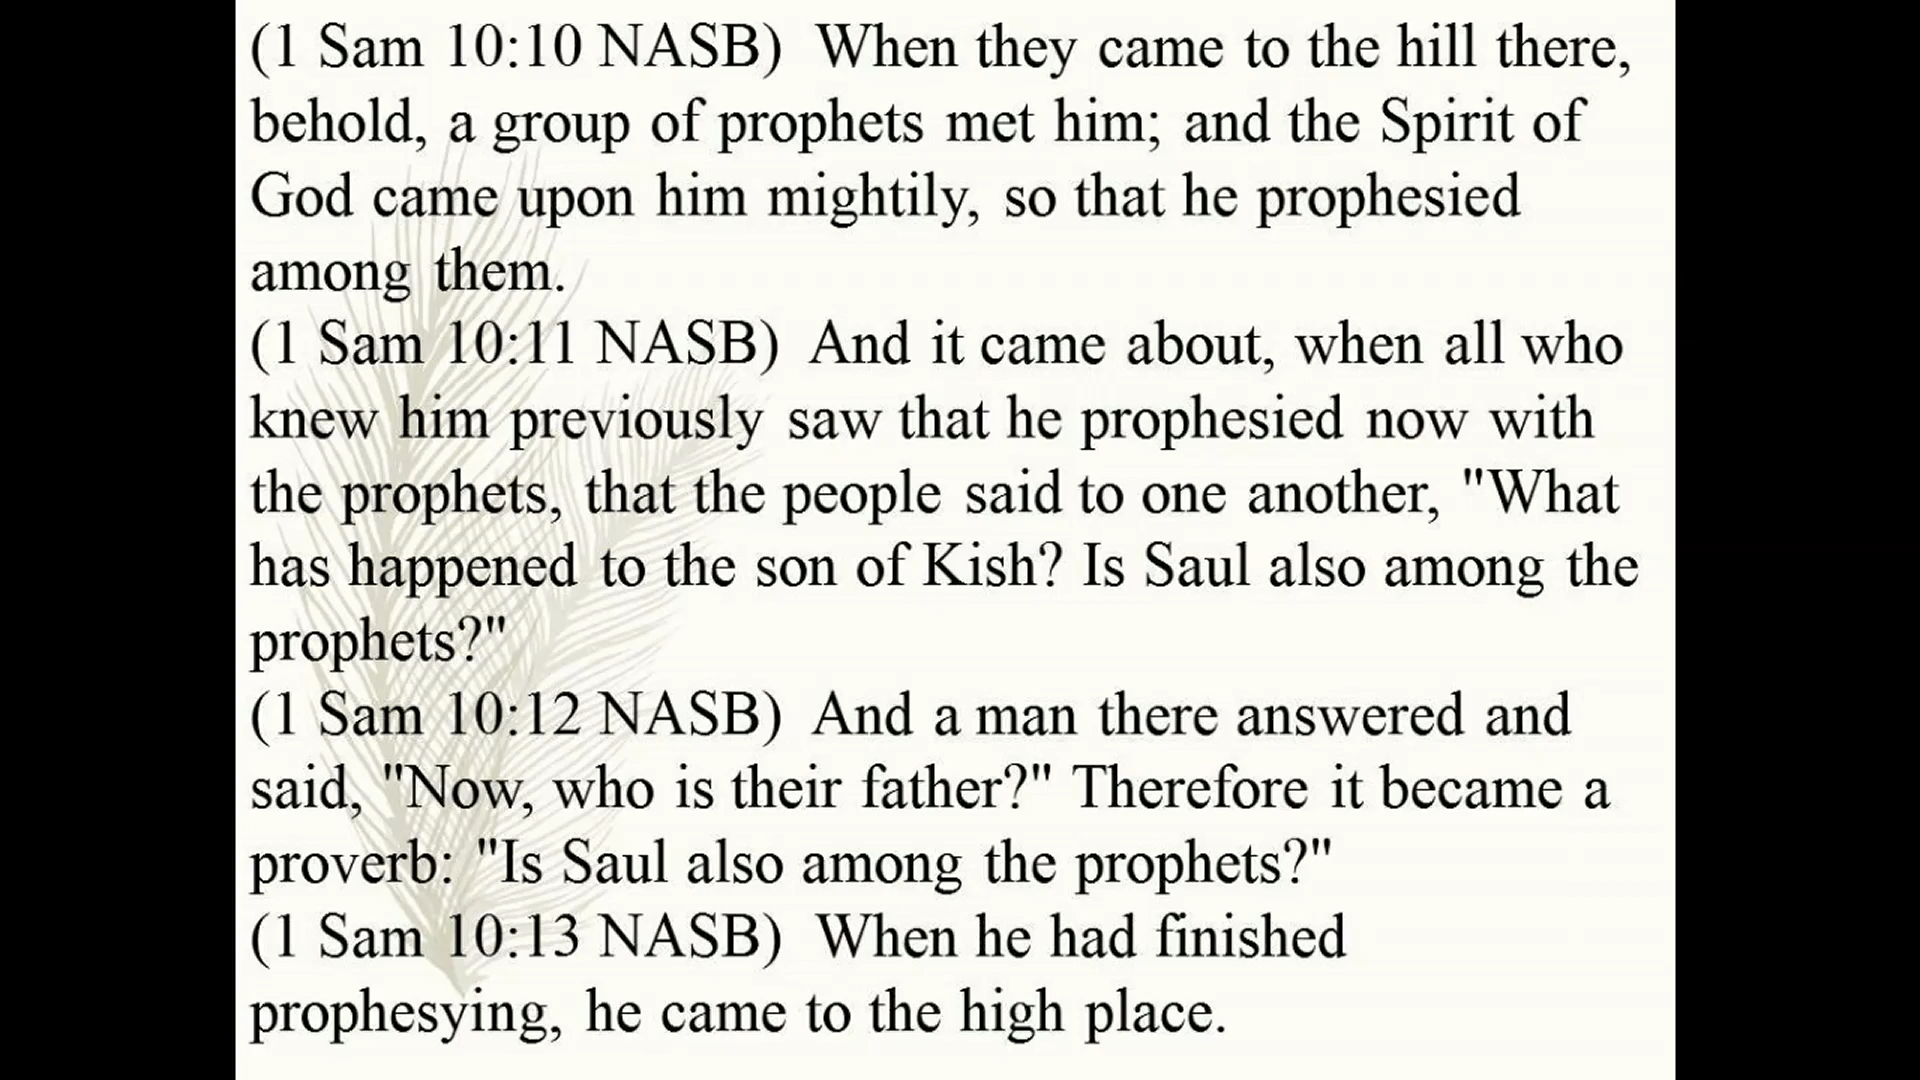 (1 Sam 10:10 NASB)  When they came to the hill there,
behold, a group of prophets met him; and the Spirit of
God came upon him mightily, so that he prophesied
among them.
(1 Sam 10:11 NASB)  And it came about, when all who
knew him previously saw that he prophesied now with
the prophets, that the people said to one another, "What
has happened to the son of Kish? Is Saul also among the
prophets?"
(1 Sam 10:12 NASB)  And a man there answered and
said, "Now, who is their father?" Therefore it became a
proverb: "Is Saul also among the prophets?"
(1 Sam 10:13 NASB)  When he had finished
prophesying, he came to the high place.